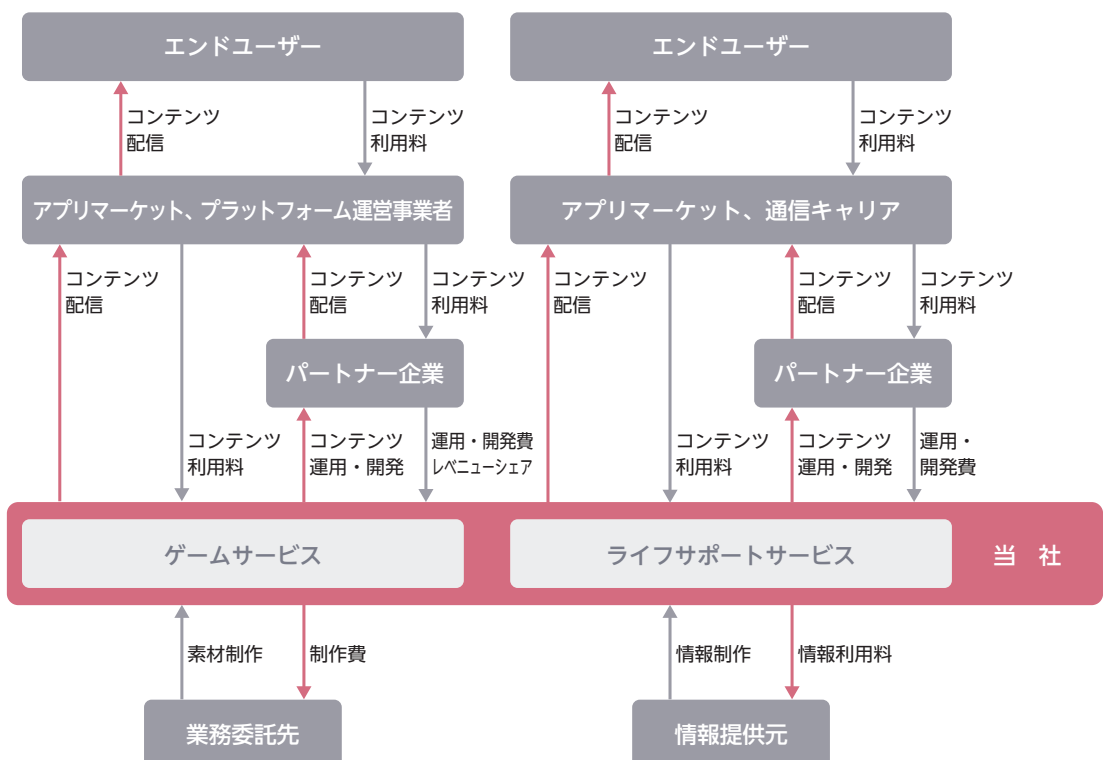 エンドユーザー
エンドユーザー
コンテンツ
配信
コンテンツ
利用料
コンテンツ
配信
コンテンツ
利用料
アプリマーケット、プラットフォーム運営事業者
アプリマーケット、通信キャリア
コンテンツ
配信
コンテンツ
配信
コンテンツ
利用料
コンテンツ
配信
コンテンツ
配信
コンテンツ
利用料
パートナー企業
パートナー企業
コンテンツ
利用料
コンテンツ
運用・開発
運用・開発費
レベニューシェア
コンテンツ
利用料
コンテンツ
運用・開発
運用・
開発費
ゲームサービス
ライフサポートサービス
当　社
素材制作
制作費
情報制作
情報利用料
業務委託先
情報提供元